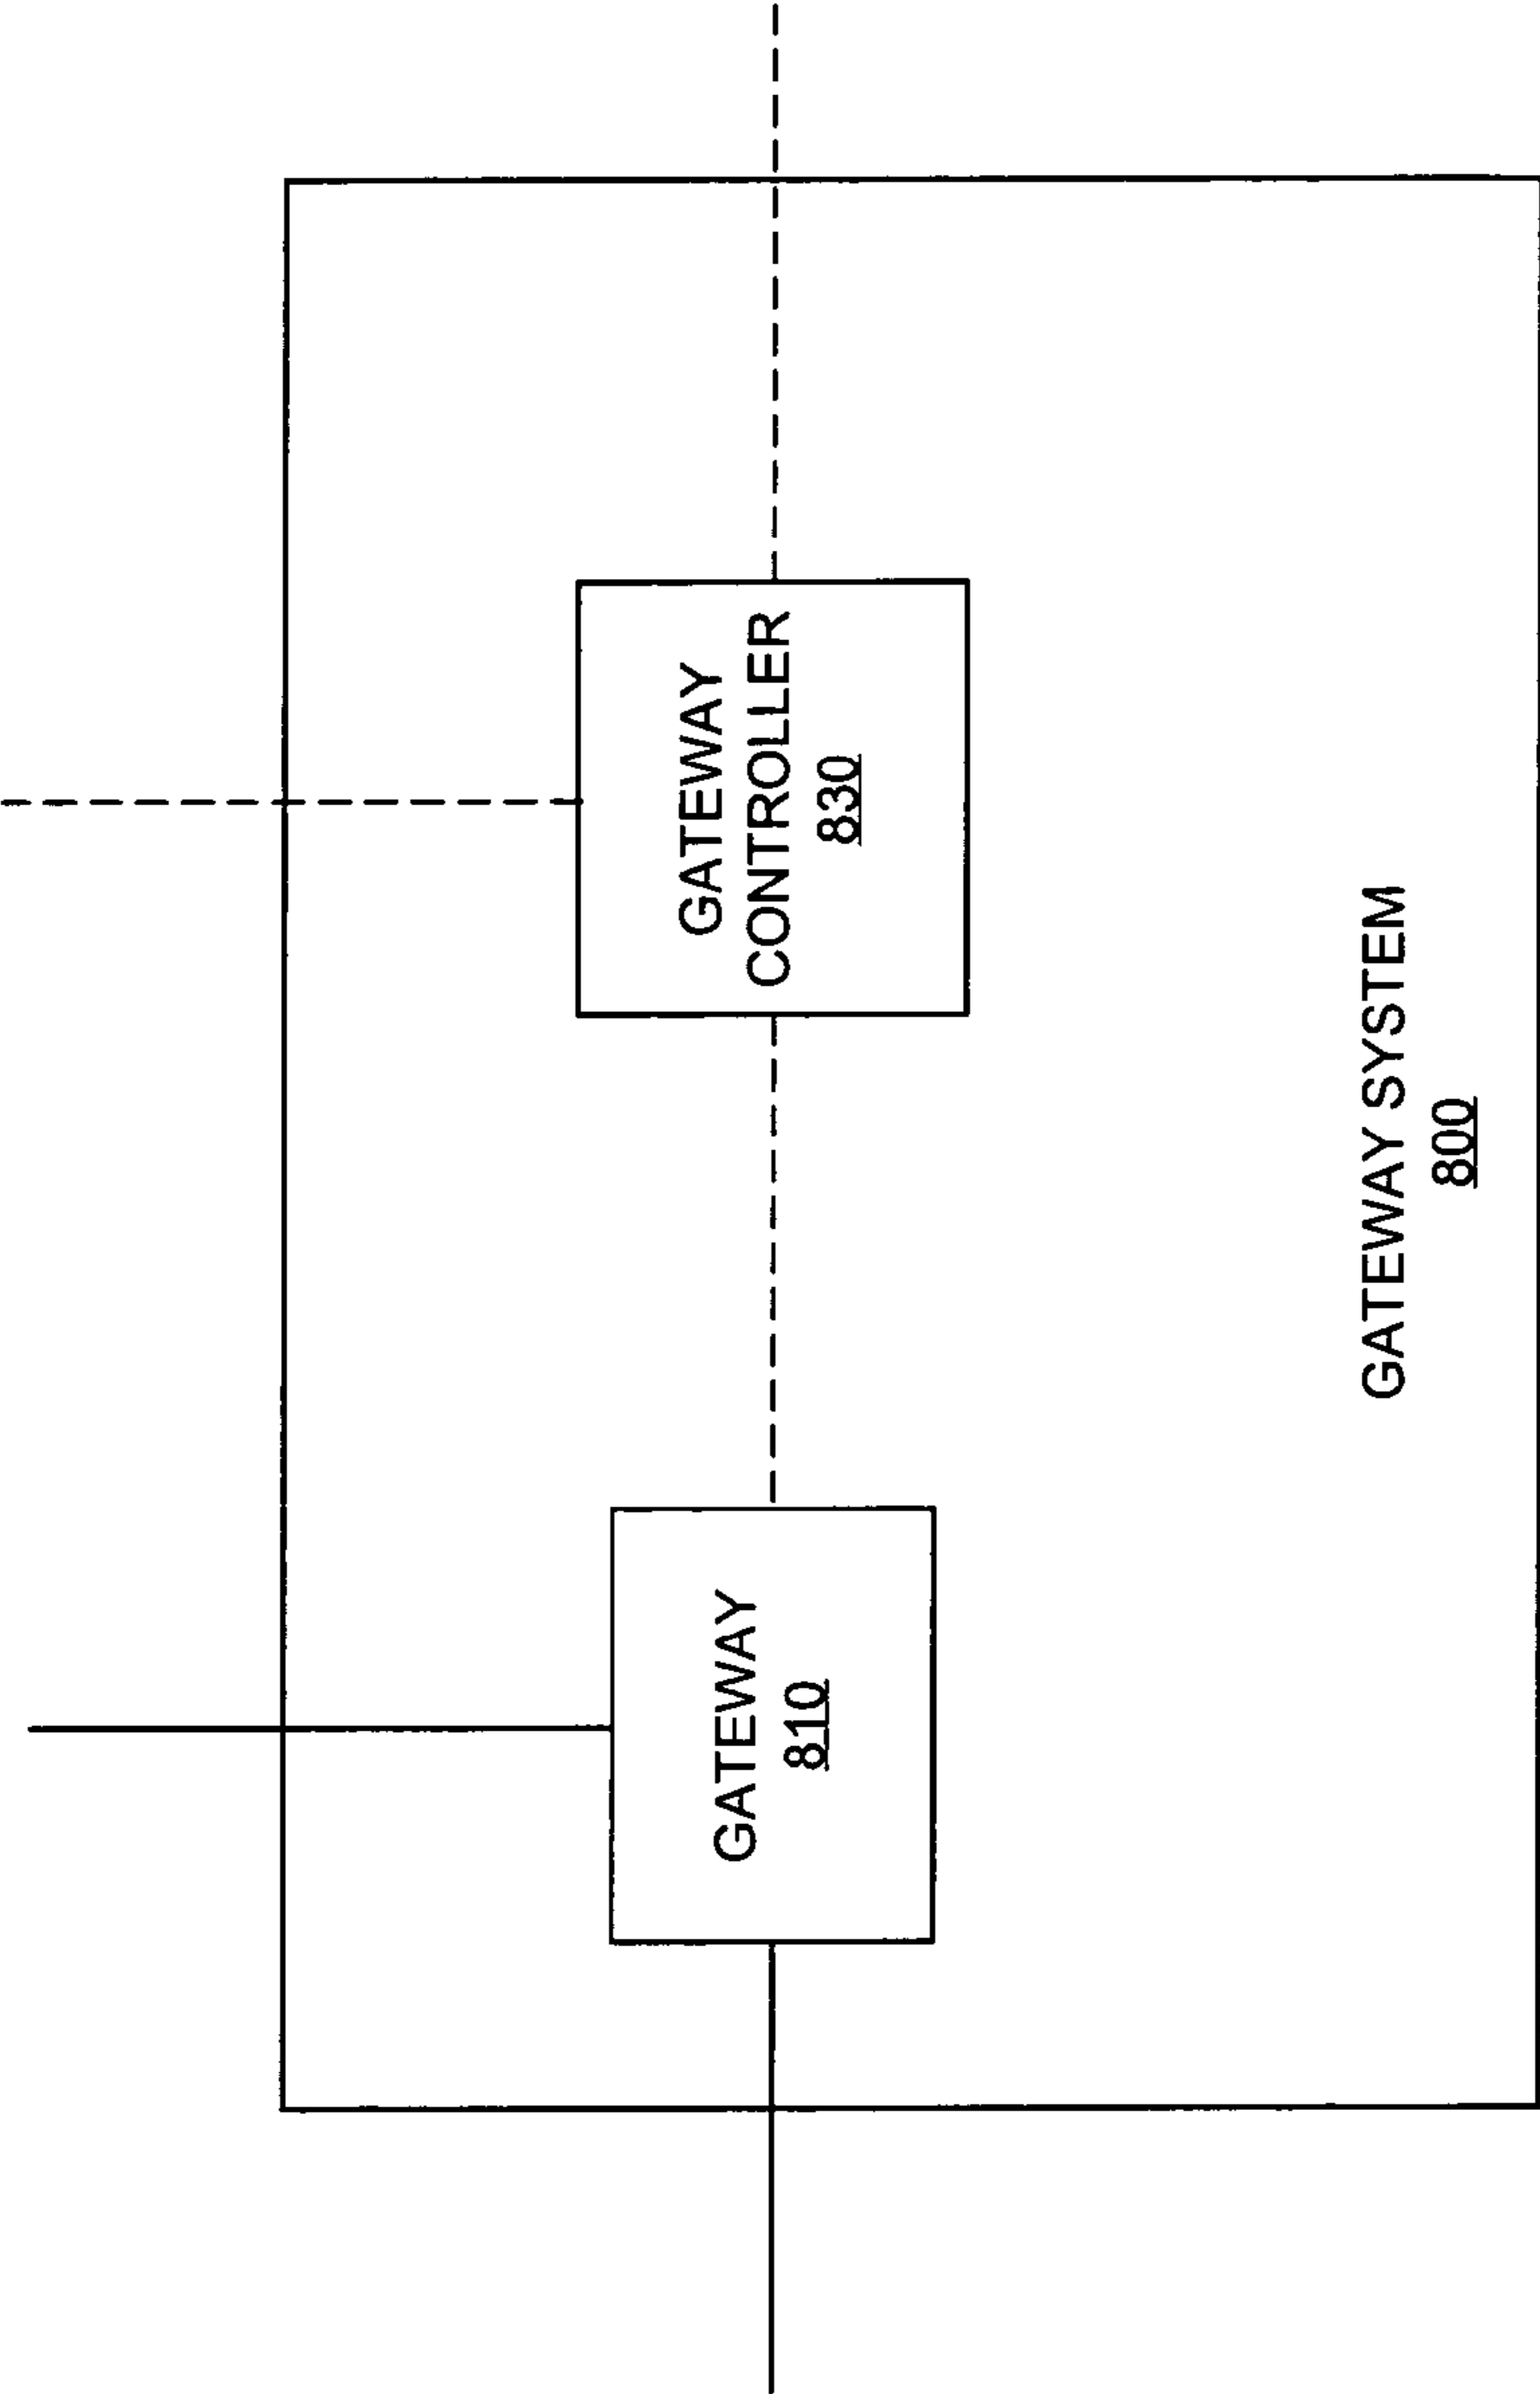 GATEWAY
810
GATEWAY
CONTROLLER
830
GATEWAY SYSTEM
800